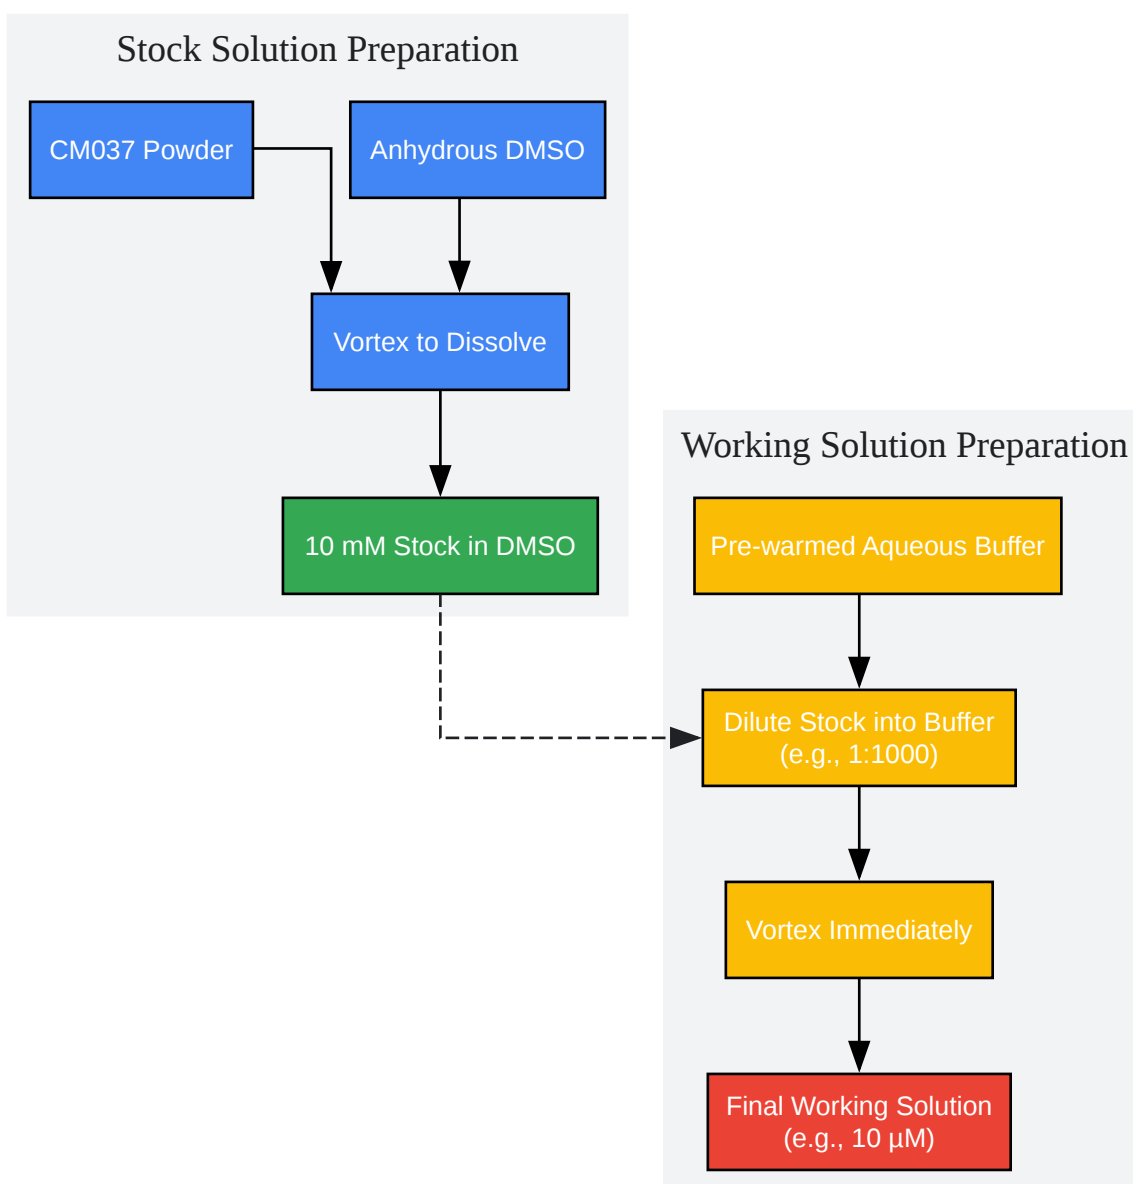 Stock Solution Preparation
CM037 Powder
Anhydrous DMSO
Vortex to Dissolve
10 mM Stock in DMSO
Working Solution Preparation
Pre-warmed Aqueous Buffer
Dilute Stock into Buffer
(e.g., 1:1000)
Vortex Immediately
Final Working Solution
(e.g., 10 µM)